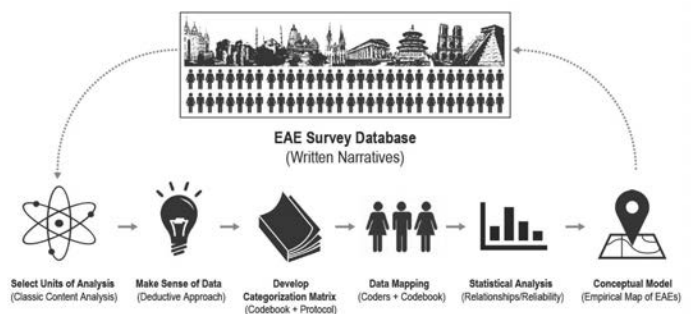 EAE Survey Database
(Written Narratives)
Select Units of Analysis
(Classic Content Analysis)
Make Sense of Data
(Deductive Approach)
Develop
Categorization Matrix
(Codebook + Protocol)
Data Mapping
(Coders + Codebook)
Statistical Analysis
(Relationships/Reliability)
Conceptual Model
(Empirical Map of EAEs)